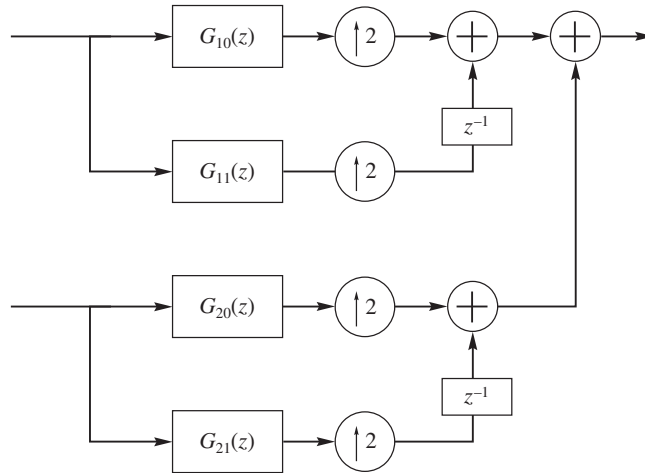 G₁₀(z) ↑2 +  +
z⁻¹
G₁₁(z) ↑2
G₂₀(z) ↑2 +
z⁻¹
G₂₁(z) ↑2